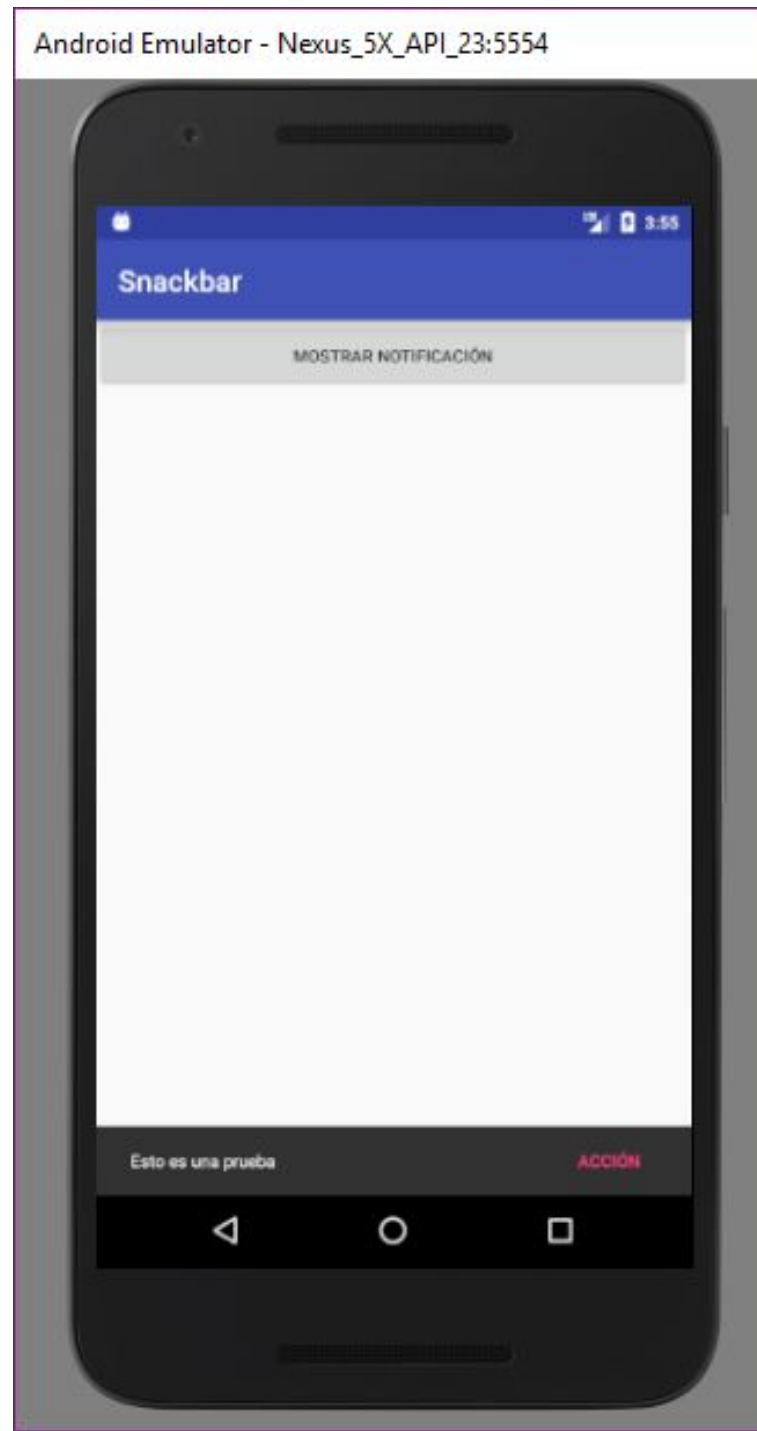 Android Emulator - Nexus_5X_API_23:5554
3:55
Snackbar
MOSTRAR NOTIFICACIÓN
Esto es una prueba
ACCIÓN